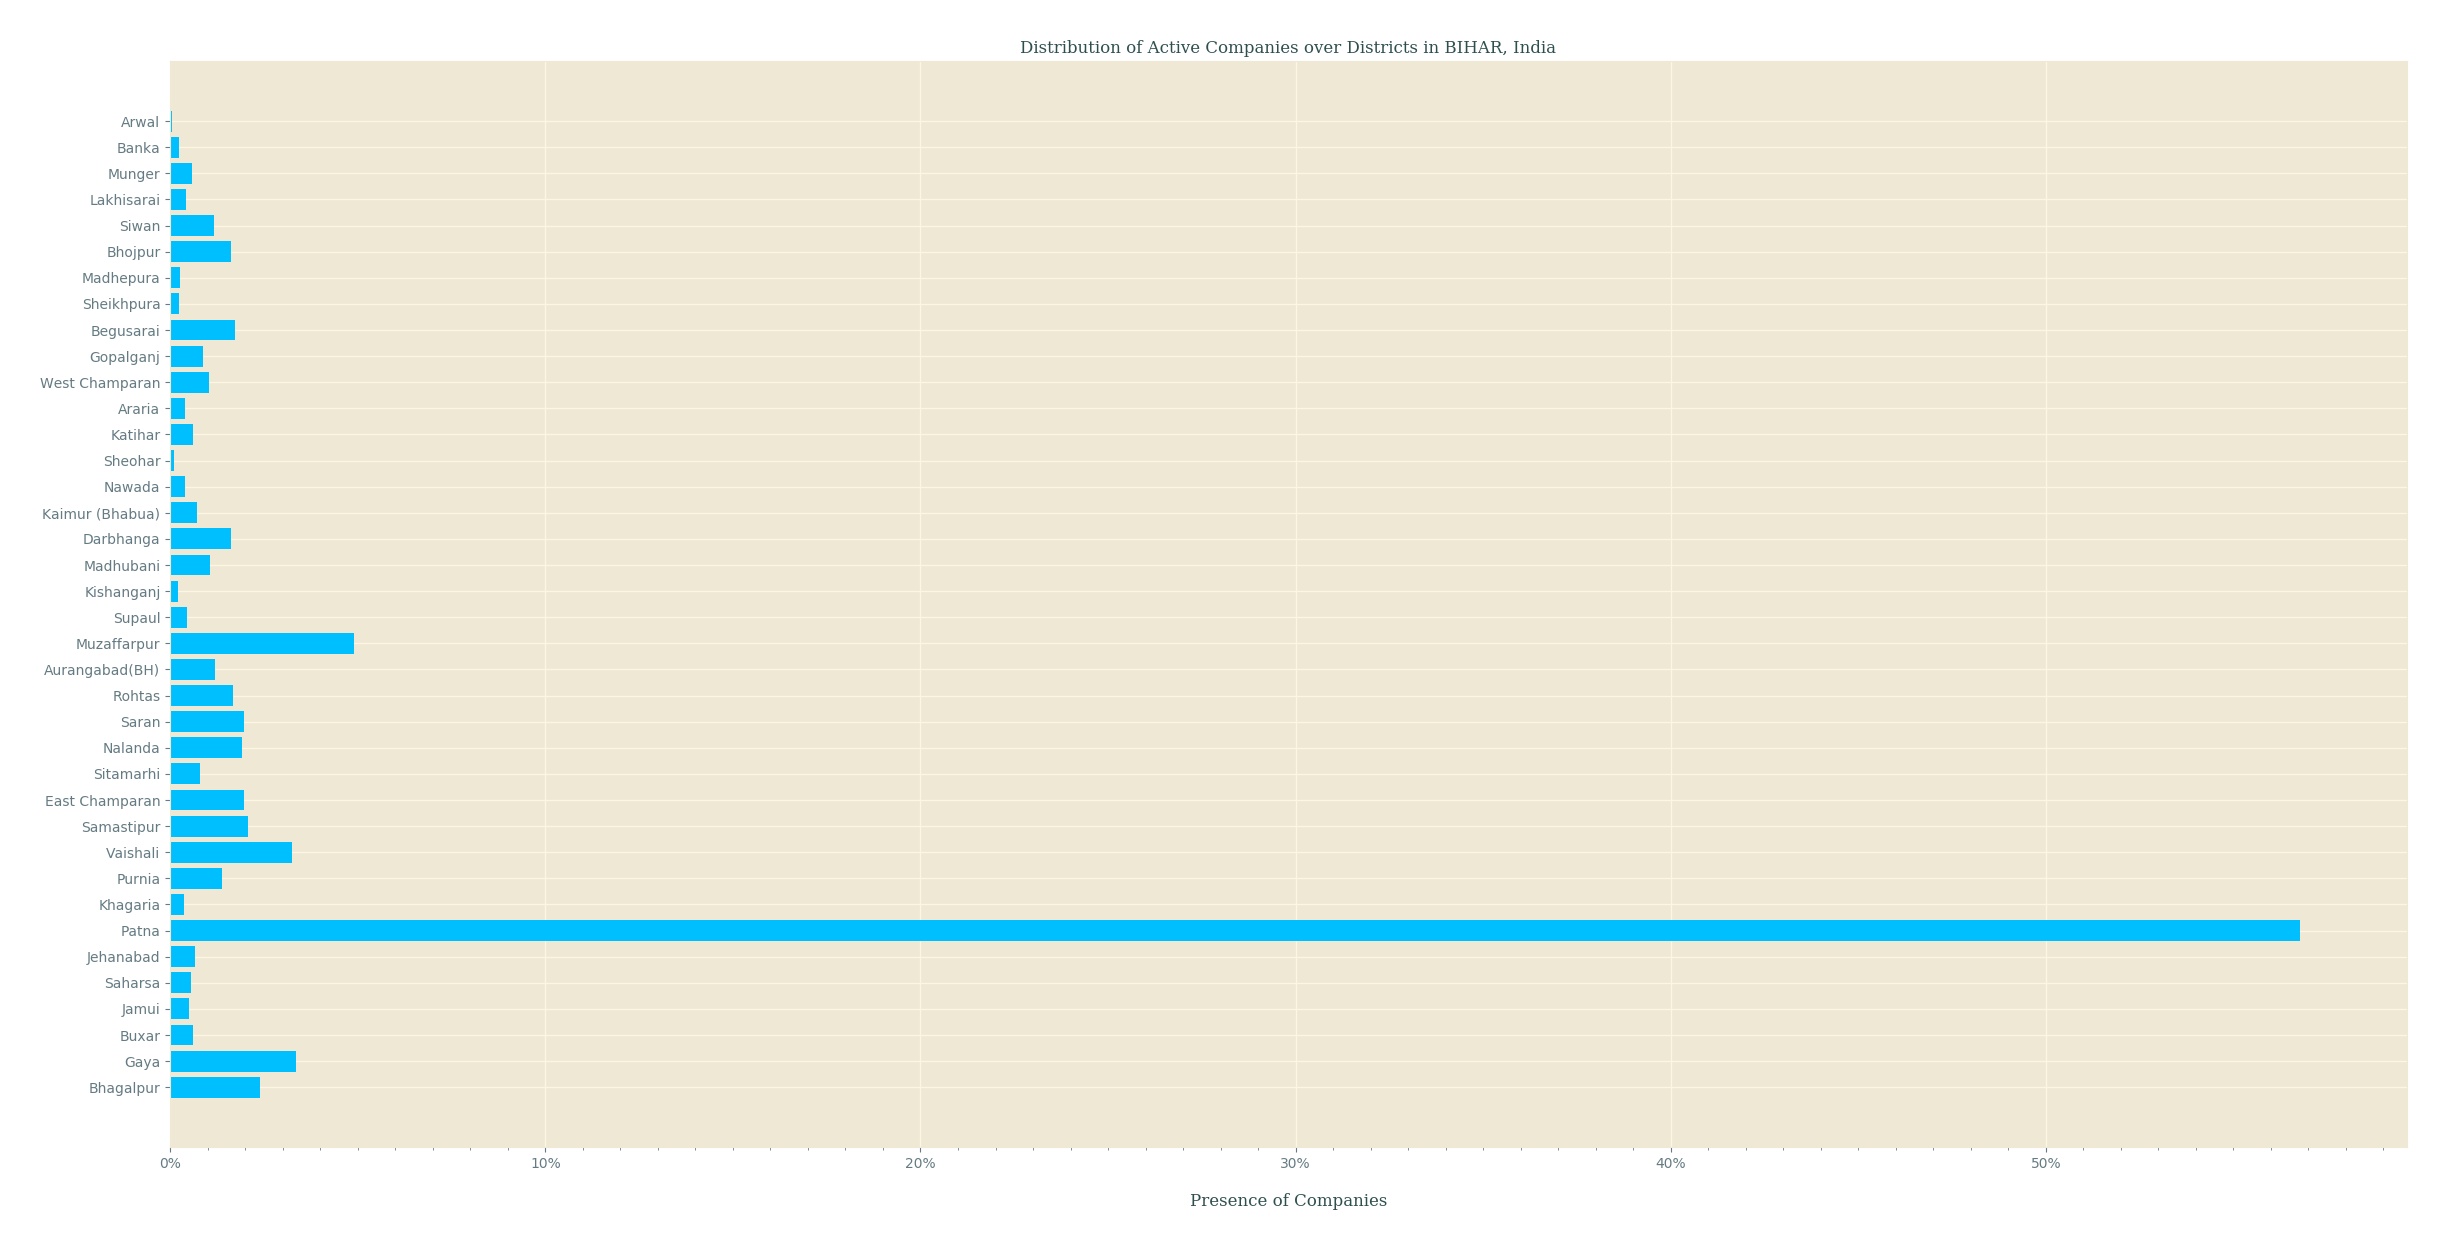 Distribution of Active Companies over Districts in BIHAR, India
Arwal
Banka
Munger
Lakhisarai
Siwan
Bhojpur
Madhepura
Sheikhpura
Begusarai
Gopalganj
West Champaran
Araria
Katihar
Sheohar
Nawada
Kaimur (Bhabua)
Darbhanga
Madhubani
Kishanganj
Supaul
Muzaffarpur
Aurangabad(BH)
Rohtas
Saran
Nalanda
Sitamarhi
East Champaran
Samastipur
Vaishali
Purnia
Khagaria
Patna
Jehanabad
Saharsa
Jamui
Buxar
Gaya
Bhagalpur
0% 10% 20% 30% 40% 50%
Presence of Companies